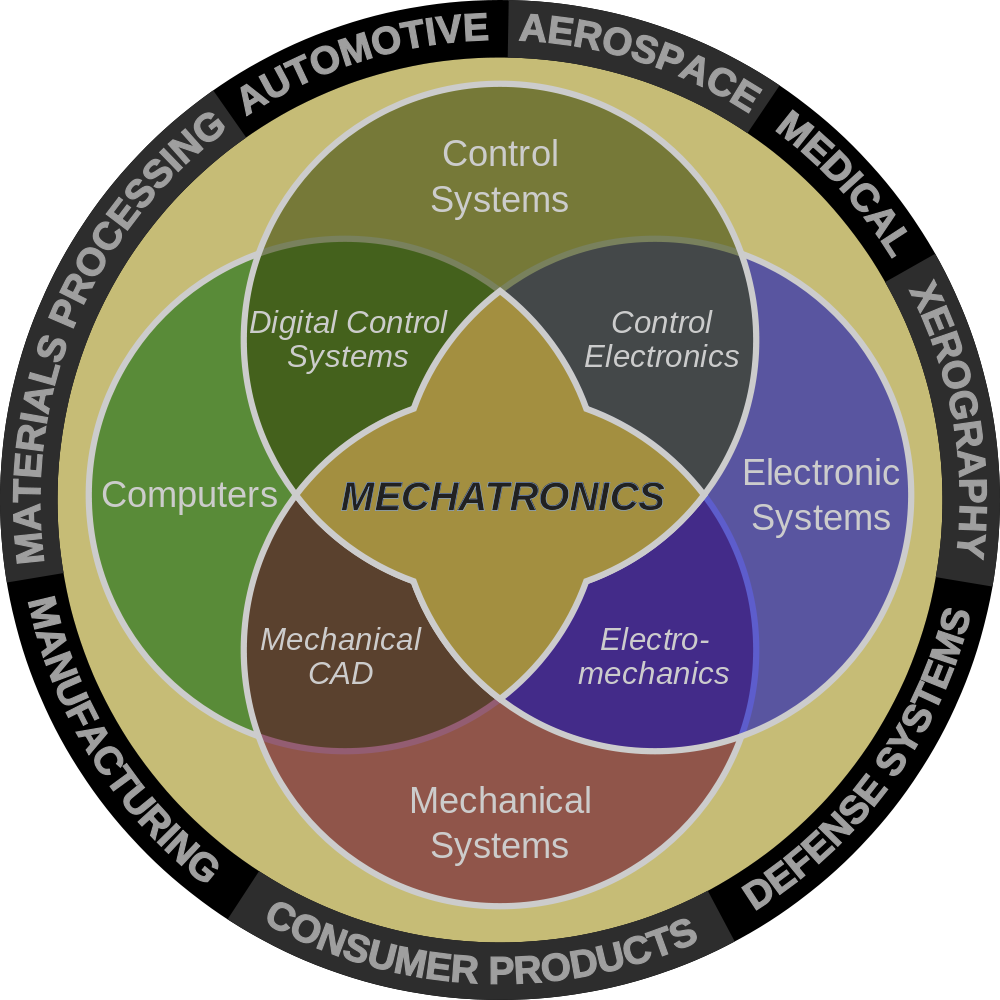 AUTOMOTIVE
AEROSPACE
MEDICAL
XEROGRAPHY
DEFENSE SYSTEMS
CONSUMER PRODUCTS
MANUFACTURING
MATERIALS PROCESSING
Control
Systems
Digital Control
Systems
Control
Electronics
Computers
MECHATRONICS
Electronic
Systems
Mechanical
CAD
Electro-
mechanics
Mechanical
Systems